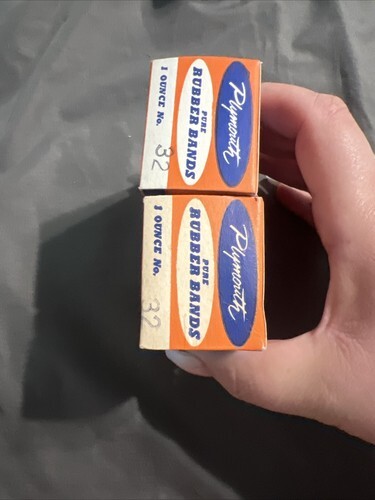 Plymouth
PURE
RUBBER BANDS
1 OUNCE No. 32
Plymouth
PURE
RUBBER BANDS
1 OUNCE No. 32